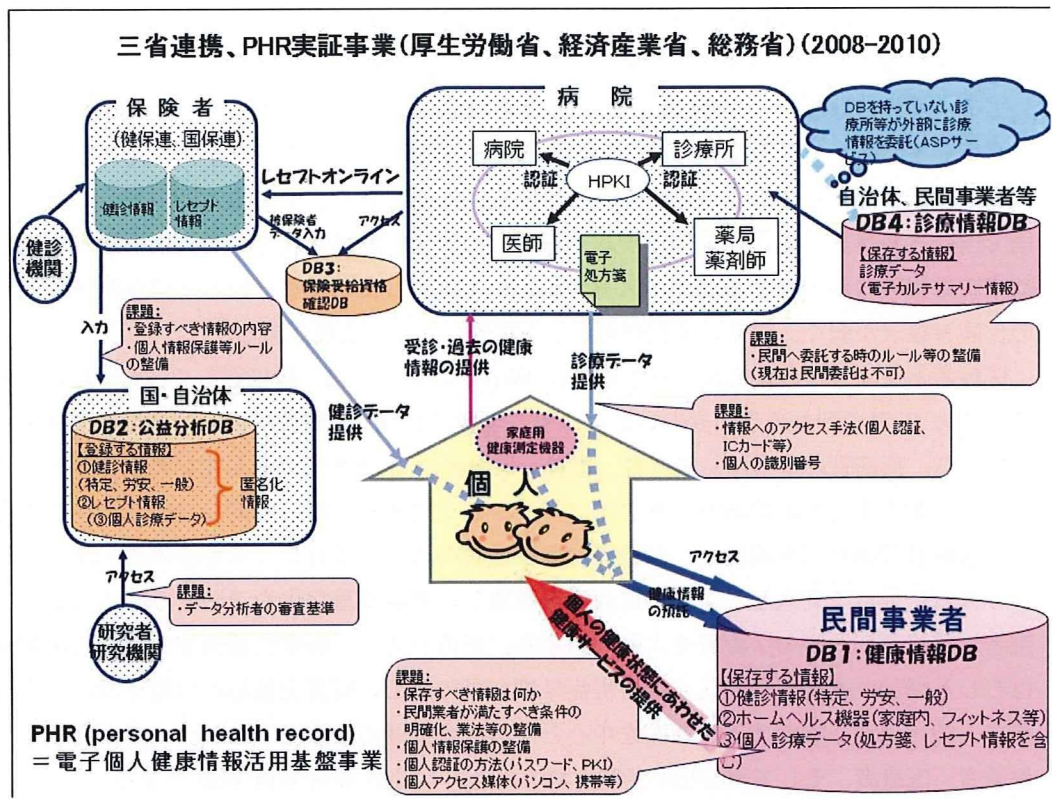 三省連携、PHR実証事業(厚生労働省、経済産業省、総務省)(2008-2010)
保険者
(健保連、国保連)
健診情報
レセプト
情報
健診
機関
レセプトオンライン
被保険者
データ入力
アクセス
DB3:
保険受給資格
確認DB
病 院
病院
診療所
認証
HPKI
認証
医師
電子
処方箋
薬局
薬剤師
DBを持っていない診
療所等が外部に診療
情報を委託(ASPサー
ビス)
自治体、民間事業者等
DB4:診療情報DB
【保存する情報】
診療データ
(電子カルテサマリー情報)
課題:
・民間へ委託する時のルール等の整備
(現在は民間委託は不可)
入力
課題:
・登録すべき情報の内容
・個人情報保護等ルール
の整備
国・自治体
DB2:公益分析DB
【登録する情報】
①健診情報
(特定、労安、一般)
②レセプト情報
(③個人診療データ)
匿名化
情報
健診データ
提供
受診・過去の健康
情報の提供
診療データ
提供
課題:
・情報へのアクセス手法(個人認証、
ICカード等)
・個人の識別番号
家庭用
健康測定機器
個 人
アクセス
課題:
・データ分析者の審査基準
研究者
研究機関
アクセス
健康情報
の預託
個人の健康状態にあわせた
健康サービスの提供
民間事業者
DB1:健康情報DB
【保存する情報】
①健診情報(特定、労安、一般)
②ホームヘルス機器(家庭内、フィットネス等)
③個人診療データ(処方箋、レセプト情報を含
む)
課題:
・保存すべき情報は何か
・民間業者が満たすべき条件の
明確化、業法等の整備
・個人情報保護の整備
・個人認証の方法(パスワード、PKI)
・個人アクセス媒体(パソコン、携帯等)
PHR (personal health record)
=電子個人健康情報活用基盤事業